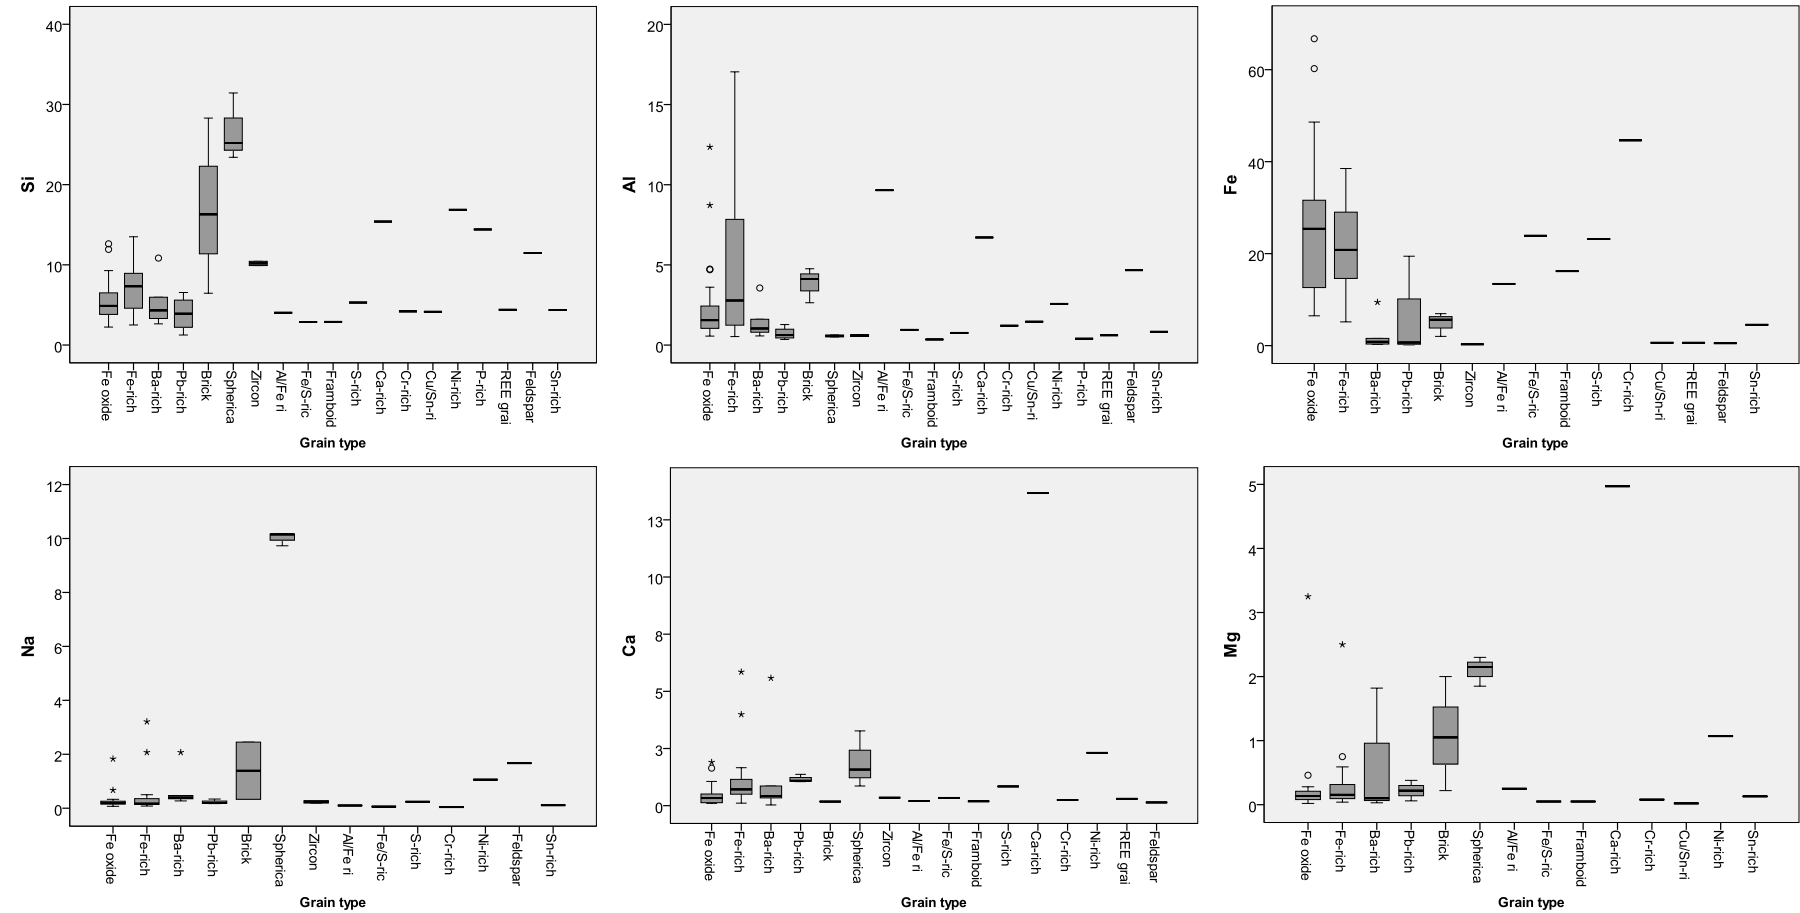 40
30
20
10
0
Si
Fe oxide
Fe-rich
Ba-rich
Pb-rich
Brick
Spherica
Zircon
Al/Fe ri
Fe/S-ric
Framboid
S-rich
Ca-rich
Cr-rich
Cu/Sn-ri
Ni-rich
P-rich
REE grai
Feldspar
Sn-rich
Grain type
20
15
10
5
0
Al
Fe oxide
Fe-rich
Ba-rich
Pb-rich
Brick
Spherica
Zircon
Al/Fe ri
Fe/S-ric
Framboid
S-rich
Ca-rich
Cr-rich
Cu/Sn-ri
Ni-rich
P-rich
REE grai
Feldspar
Sn-rich
Grain type
60
40
20
0
Fe
Fe oxide
Fe-rich
Ba-rich
Pb-rich
Brick
Zircon
Al/Fe ri
Fe/S-ric
Framboid
S-rich
Cr-rich
Cu/Sn-ri
REE grai
Feldspar
Sn-rich
Grain type
12
10
8
6
4
2
0
Na
Fe oxide
Fe-rich
Ba-rich
Pb-rich
Brick
Spherica
Zircon
Al/Fe ri
Fe/S-ric
S-rich
Cr-rich
Ni-rich
Feldspar
Sn-rich
Grain type
13
10
8
5
3
0
Ca
Fe oxide
Fe-rich
Ba-rich
Pb-rich
Brick
Spherica
Zircon
Al/Fe ri
Fe/S-ric
Framboid
S-rich
Ca-rich
Cr-rich
Ni-rich
REE grai
Feldspar
Grain type
5
4
3
2
1
0
Mg
Fe oxide
Fe-rich
Ba-rich
Pb-rich
Brick
Spherica
Al/Fe ri
Fe/S-ric
Framboid
Ca-rich
Cr-rich
Cu/Sn-ri
Ni-rich
Sn-rich
Grain type